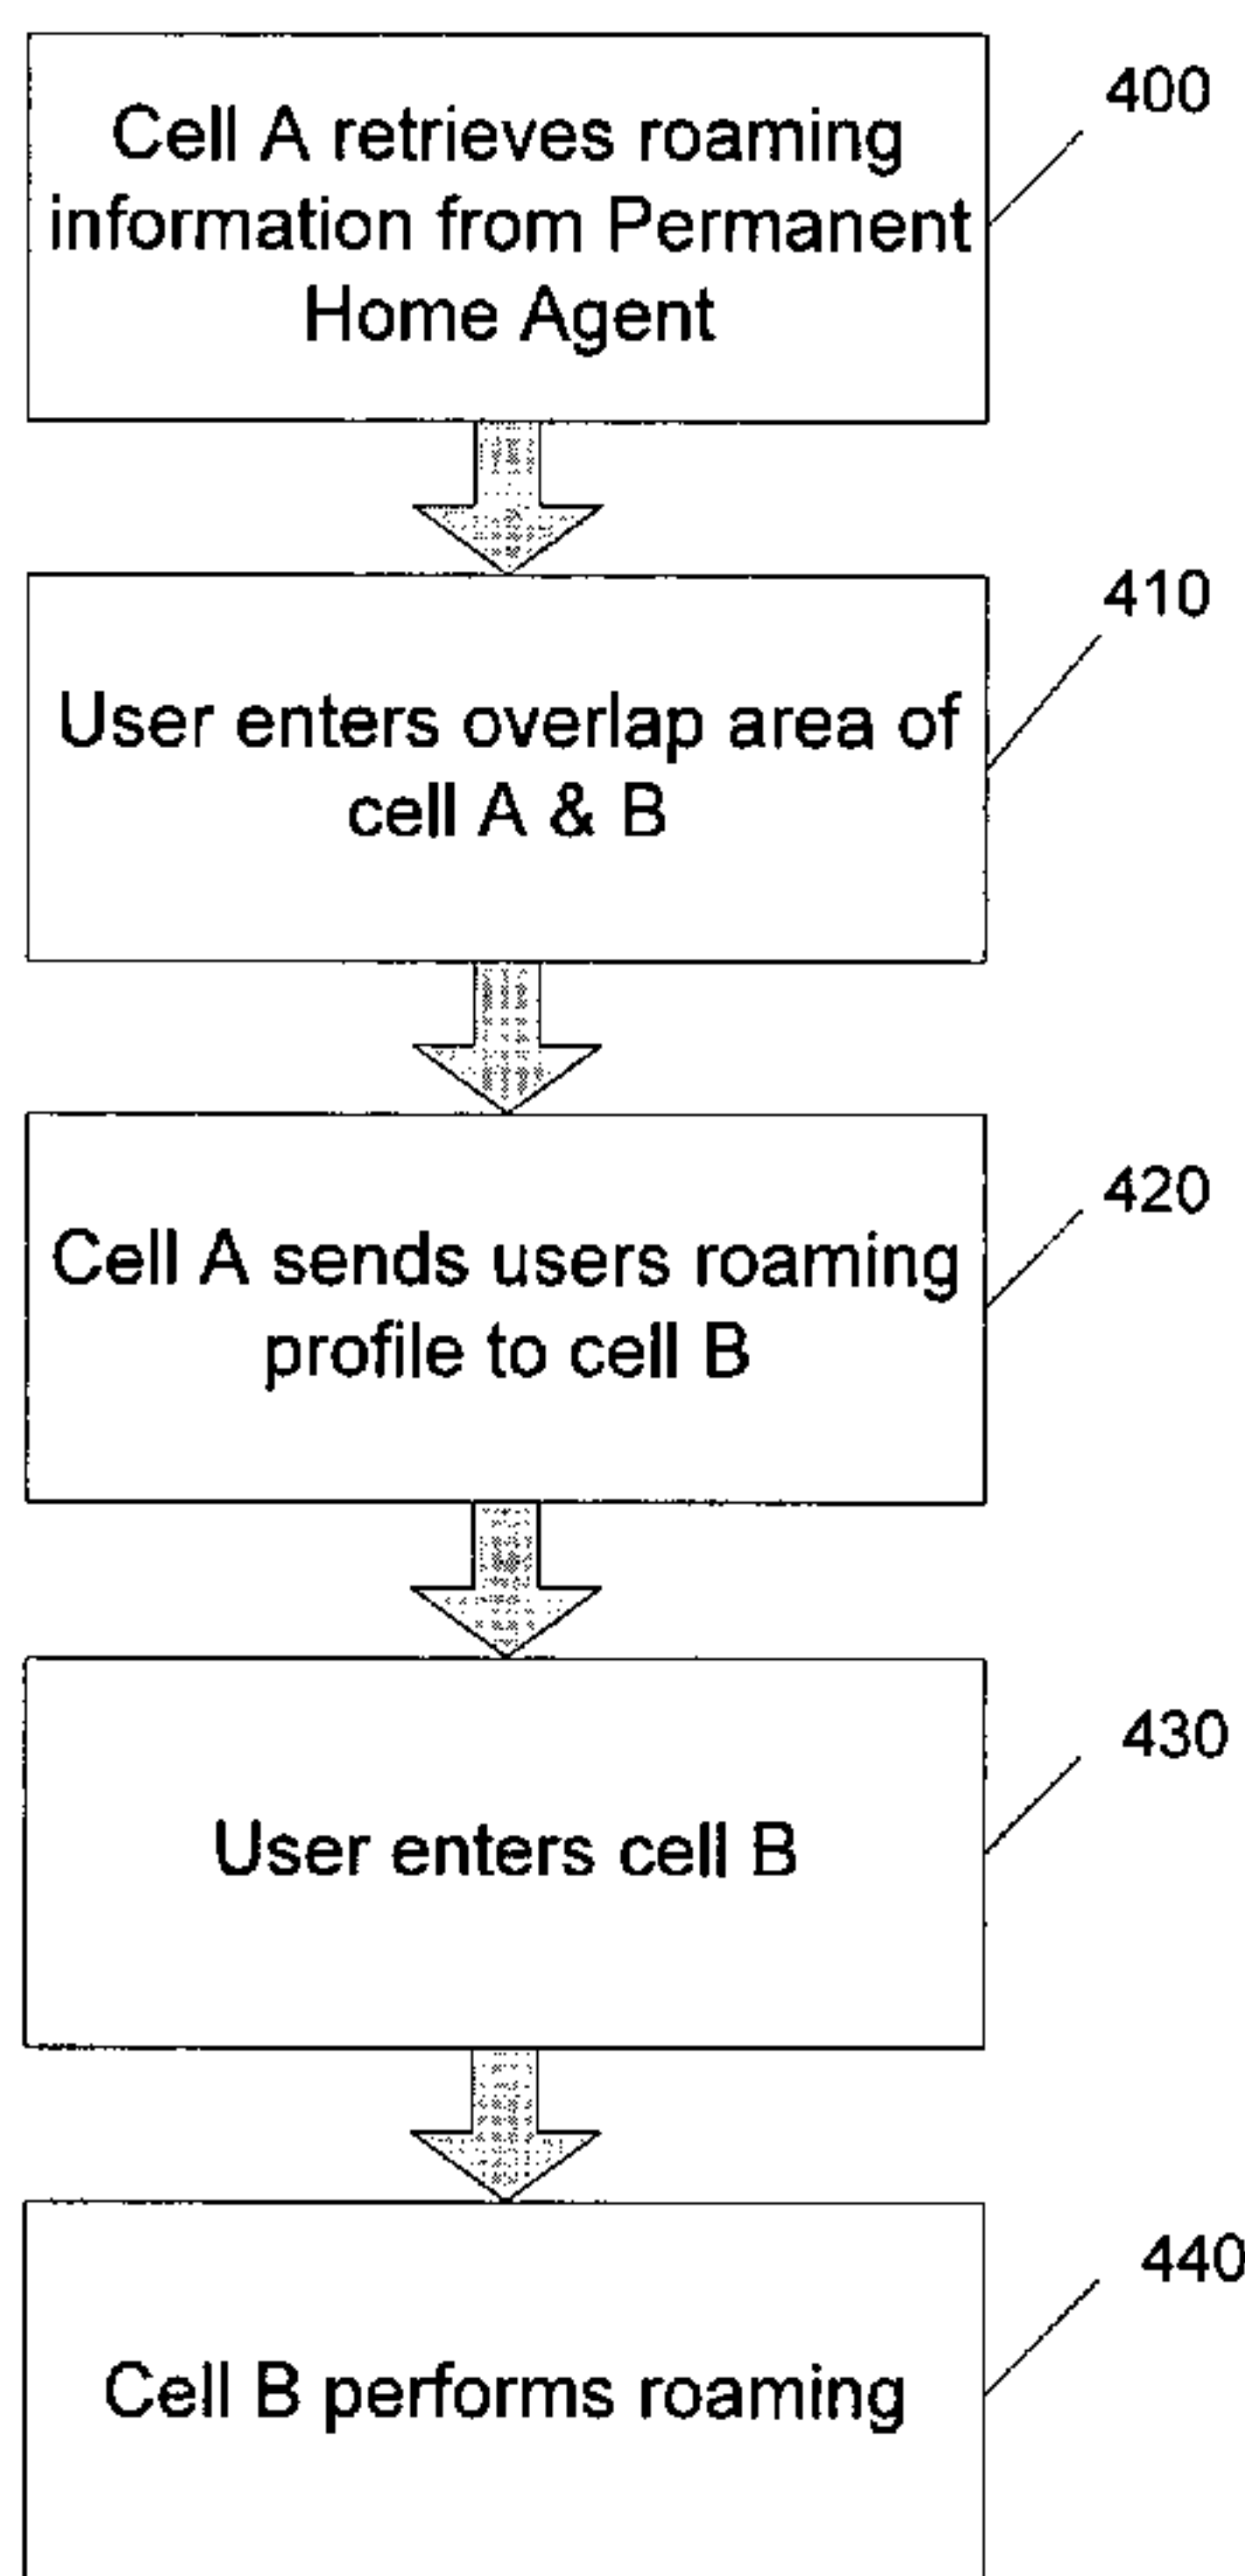 Cell A retrieves roaming
information from Permanent
Home Agent
400
User enters overlap area of
cell A & B
410
Cell A sends users roaming
profile to cell B
420
User enters cell B
430
Cell B performs roaming
440